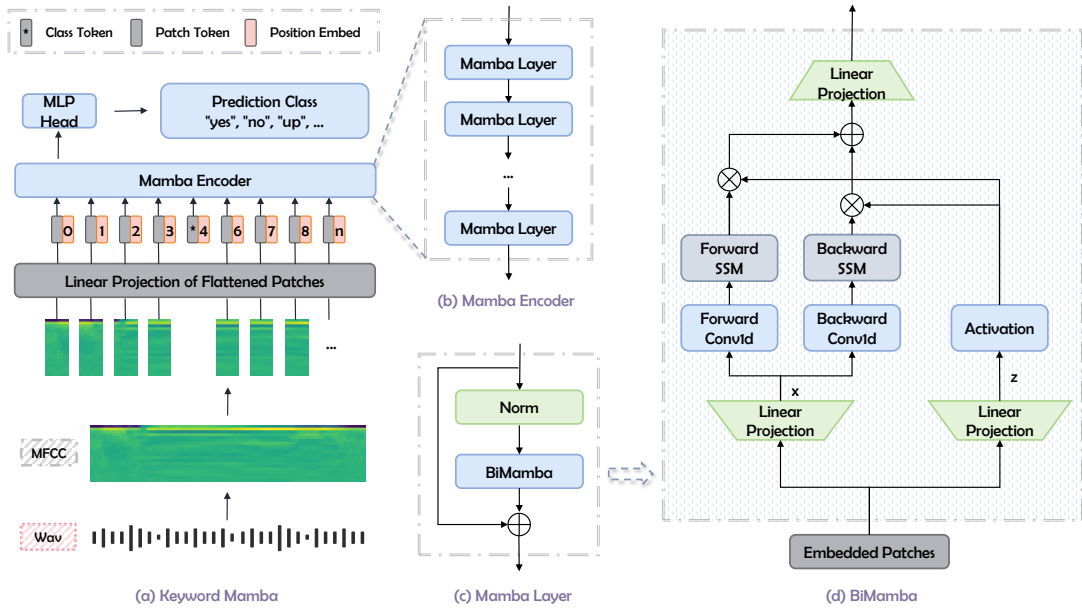 * Class Token
Patch Token
Position Embed
MLP
Head
Prediction Class
"yes", "no", "up", ...
Mamba Encoder
0
1
2
3
* 4
6
7
8
n
Linear Projection of Flattened Patches
...
MFCC
Wav
(a) Keyword Mamba
Mamba Layer
Mamba Layer
...
Mamba Layer
(b) Mamba Encoder
Norm
BiMamba
(c) Mamba Layer
Linear
Projection
Forward
SSM
Backward
SSM
Forward
Conv1d
Backward
Conv1d
Activation
x
z
Linear
Projection
Linear
Projection
Embedded Patches
(d) BiMamba